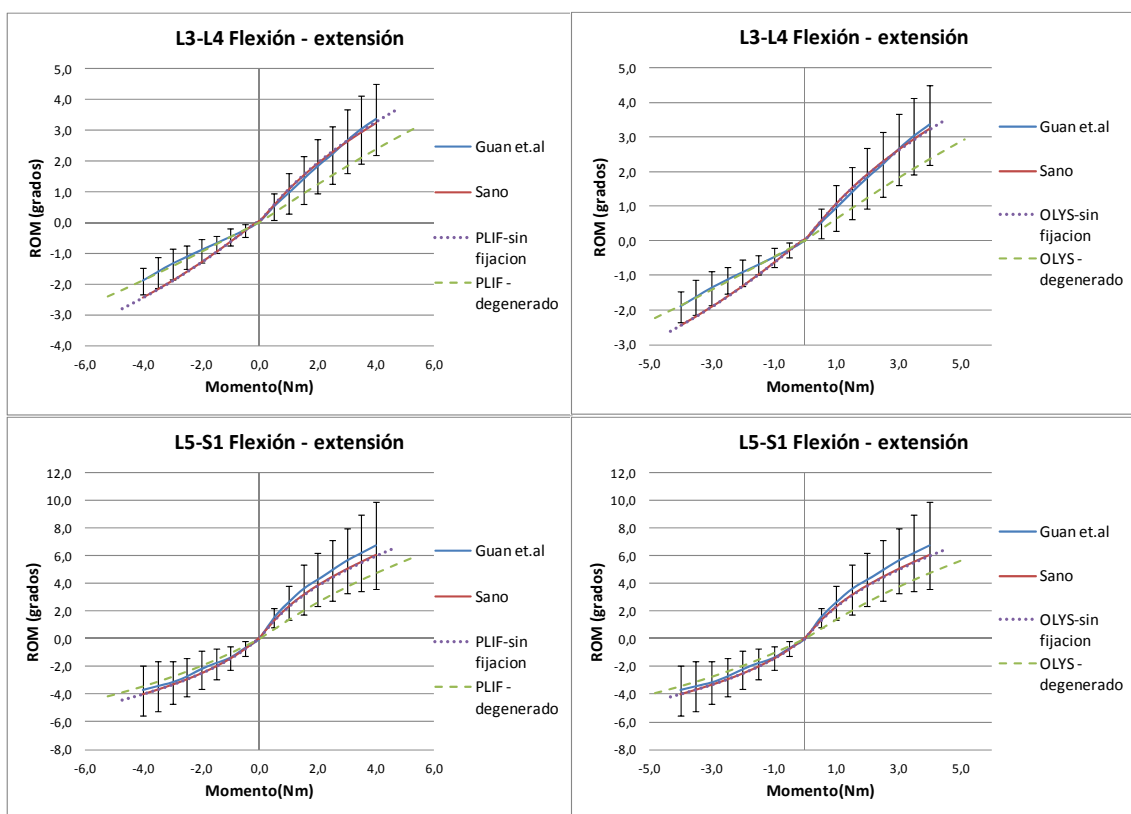 L3-L4 Flexión - extensión
5,0
4,0
3,0
2,0
1,0
0,0
-1,0
-2,0
-3,0
-4,0
-6,0 -4,0 -2,0 0,0 2,0 4,0 6,0
ROM (grados)
Momento(Nm)
Guan et.al
Sano
PLIF-sin
fijacion
PLIF -
degenerado
L3-L4 Flexión - extensión
5,0
4,0
3,0
2,0
1,0
0,0
-1,0
-2,0
-3,0
-5,0 -3,0 -1,0 1,0 3,0 5,0
ROM (grados)
Momento(Nm)
Guan et.al
Sano
OLYS-sin
fijacion
OLYS -
degenerado
L5-S1 Flexión - extensión
12,0
10,0
8,0
6,0
4,0
2,0
0,0
-2,0
-4,0
-6,0
-8,0
-6,0 -4,0 -2,0 0,0 2,0 4,0 6,0
ROM (grados)
Momento(Nm)
Guan et.al
Sano
PLIF-sin
fijacion
PLIF -
degenerado
L5-S1 Flexión - extensión
12,0
10,0
8,0
6,0
4,0
2,0
0,0
-2,0
-4,0
-6,0
-8,0
-5,0 -3,0 -1,0 1,0 3,0 5,0
ROM (grados)
Momento(Nm)
Guan et.al
Sano
OLYS-sin
fijacion
OLYS -
degenerado